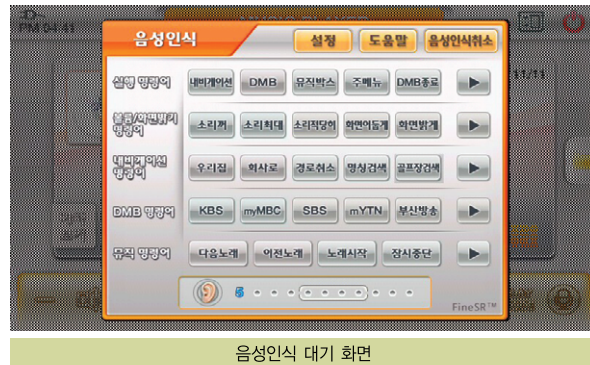 PM 04:41
음성인식 설정 도움말 음성인식취소
11/11
실행 명령어 내비게이션 DMB 뮤직박스 주메뉴 DMB종료
볼륨/화면밝기
명령어 소리꺼 소리최대 소리적당히 화면어둡게 화면밝게
내비게이션
명령어 우리집 회사로 경로취소 명칭검색 골프장검색
DMB 명령어 KBS myMBC SBS mYTN 부산방송
뮤직 명령어 다음노래 이전노래 노래시작 잠시중단
5
FineSR™
음성인식 대기 화면